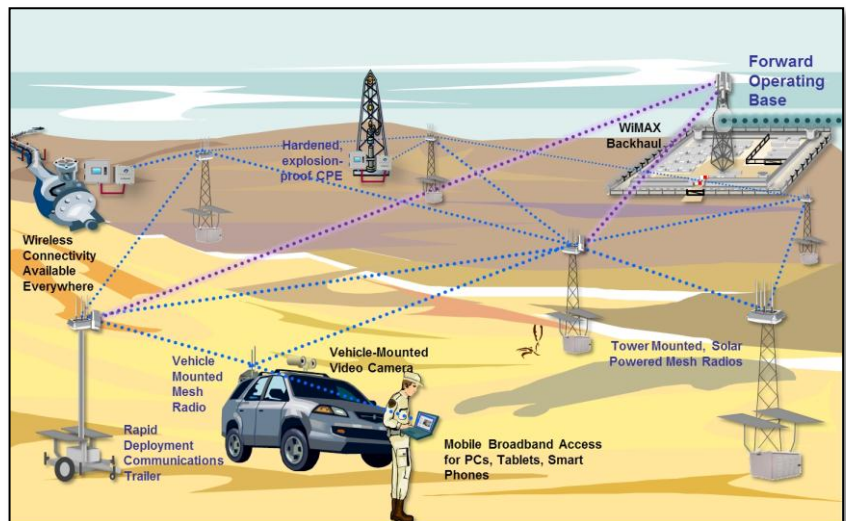 Forward
Operating
Base
WiMAX
Backhaul
Hardened,
explosion-
proof CPE
Wireless
Connectivity
Available
Everywhere
Vehicle
Mounted
Mesh
Radio
Vehicle-Mounted
Video Camera
Tower Mounted, Solar
Powered Mesh Radios
Rapid
Deployment
Communications
Trailer
Mobile Broadband Access
for PCs, Tablets, Smart
Phones